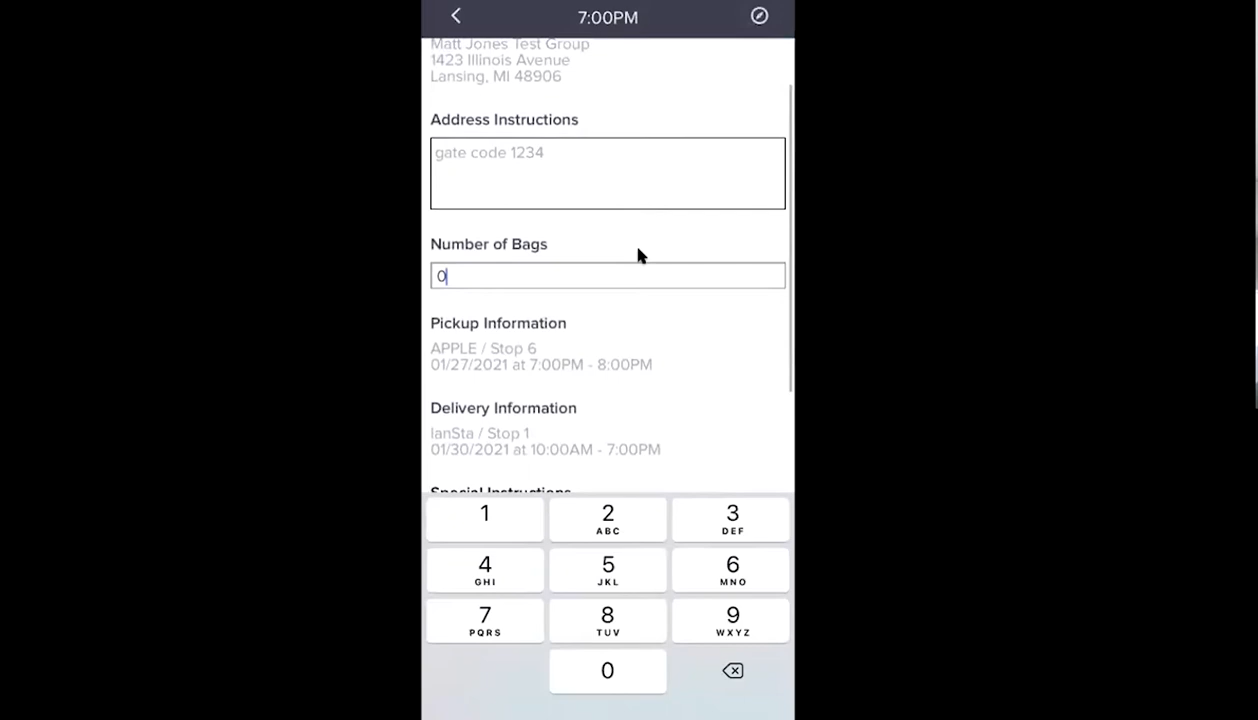 7:00PM
Matt Jones Test Group
1423 Illinois Avenue
Lansing, MI 48906
Address Instructions
gate code 1234
Number of Bags
0
Pickup Information
APPLE / Stop 6
01/27/2021 at 7:00PM - 8:00PM
Delivery Information
IanSta / Stop 1
01/30/2021 at 10:00AM - 7:00PM
Special Instructions
1 2 3
ABC DEF
4 5 6
GHI JKL MNO
7 8 9
PQRS TUV WXYZ
0